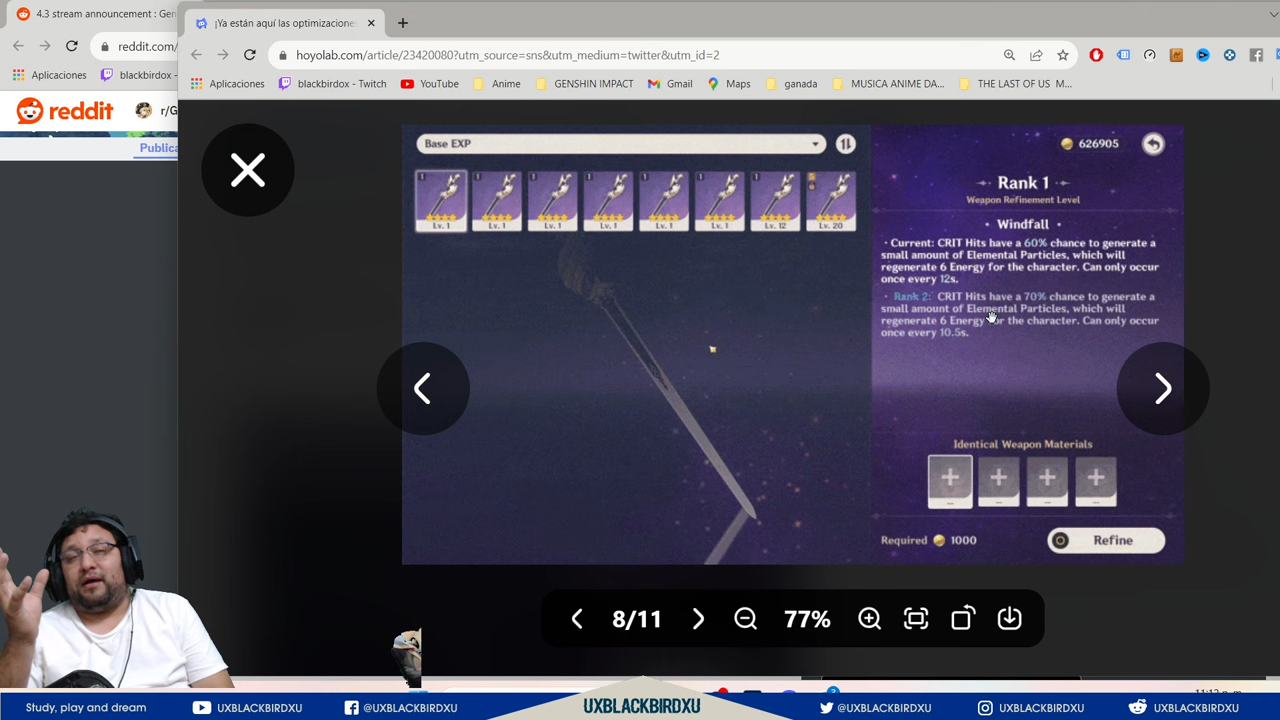 4.3 stream announcement : Gen
¡Ya están aquí las optimizacione
reddit.com/
hoyolab.com/article/23420080?utm_source=sns&utm_medium=twitter&utm_id=2
Aplicaciones
blackbirdox -
Aplicaciones
blackbirdox - Twitch
YouTube
Anime
GENSHIN IMPACT
Gmail
Maps
ganada
MUSICA ANIME DA...
THE LAST OF US M...
reddit
r/G
Publica
Base EXP
626905
1
1
1
1
1
1
1
Lv. 1
Lv. 1
Lv. 1
Lv. 1
Lv. 1
Lv. 1
Lv. 12
Lv. 20
Rank 1
Weapon Refinement Level
• Windfall •
· Current: CRIT Hits have a 60% chance to generate a
small amount of Elemental Particles, which will
regenerate 6 Energy for the character. Can only occur
once every 12s.
· Rank 2: CRIT Hits have a 70% chance to generate a
small amount of Elemental Particles, which will
regenerate 6 Energy for the character. Can only occur
once every 10.5s.
Identical Weapon Materials
Required 1000
Refine
8/11
77%
Study, play and dream
UXBLACKBIRDXU
@UXBLACKBIRDXU
UXBLACKBIRDXU
@UXBLACKBIRDXU
UXBLACKBIRDXU
UXBLACKBIRDXU